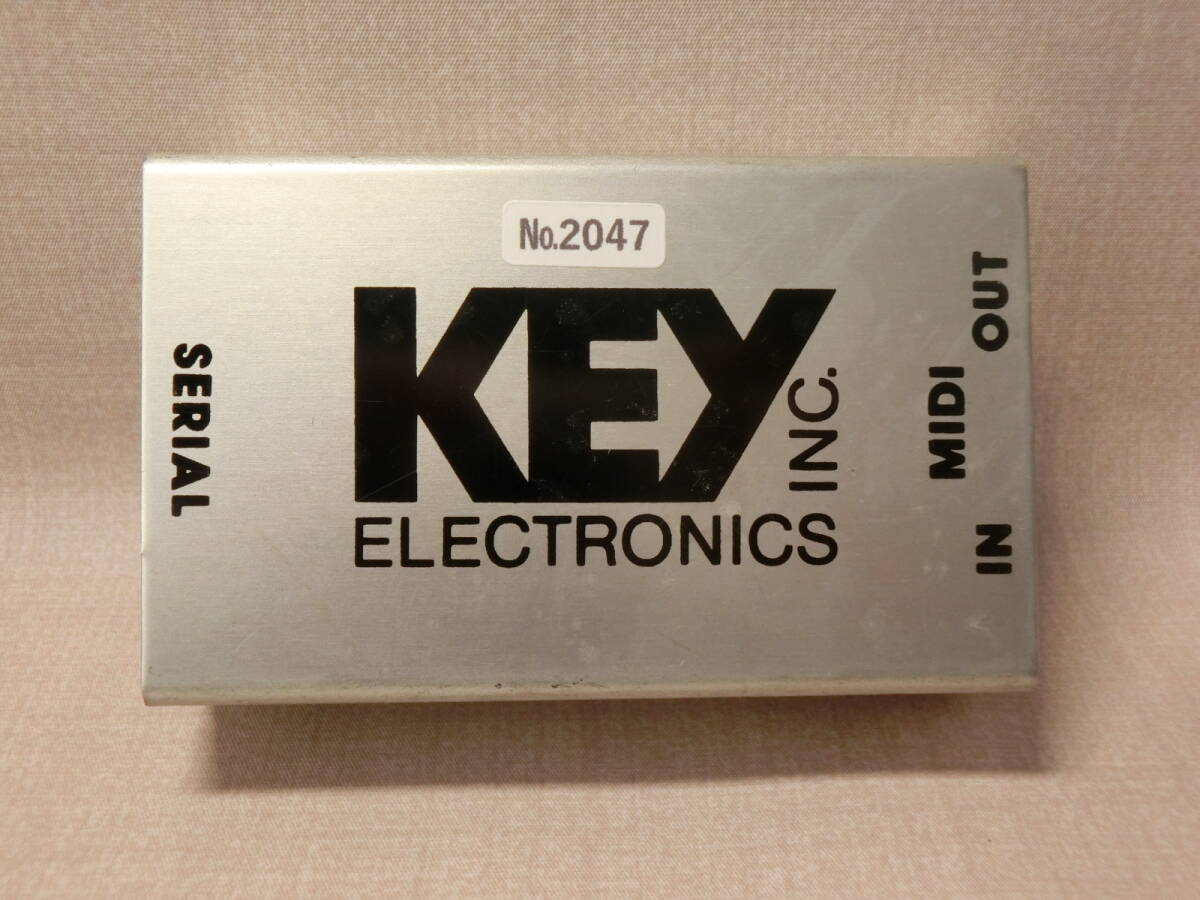 No.2047
KEY
INC.
ELECTRONICS
SERIAL
MIDI
OUT
IN